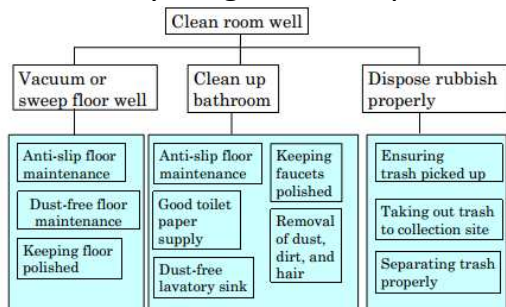 Clean room well
Vacuum or
sweep floor well
Clean up
bathroom
Dispose rubbish
properly
Anti-slip floor
maintenance
Dust-free floor
maintenance
Keeping floor
polished
Anti-slip floor
maintenance
Good toilet
paper
supply
Dust-free
lavatory sink
Keeping
faucets
polished
Removal
of dust,
dirt, and
hair
Ensuring
trash picked up
Taking out trash
to collection site
Separating trash
properly